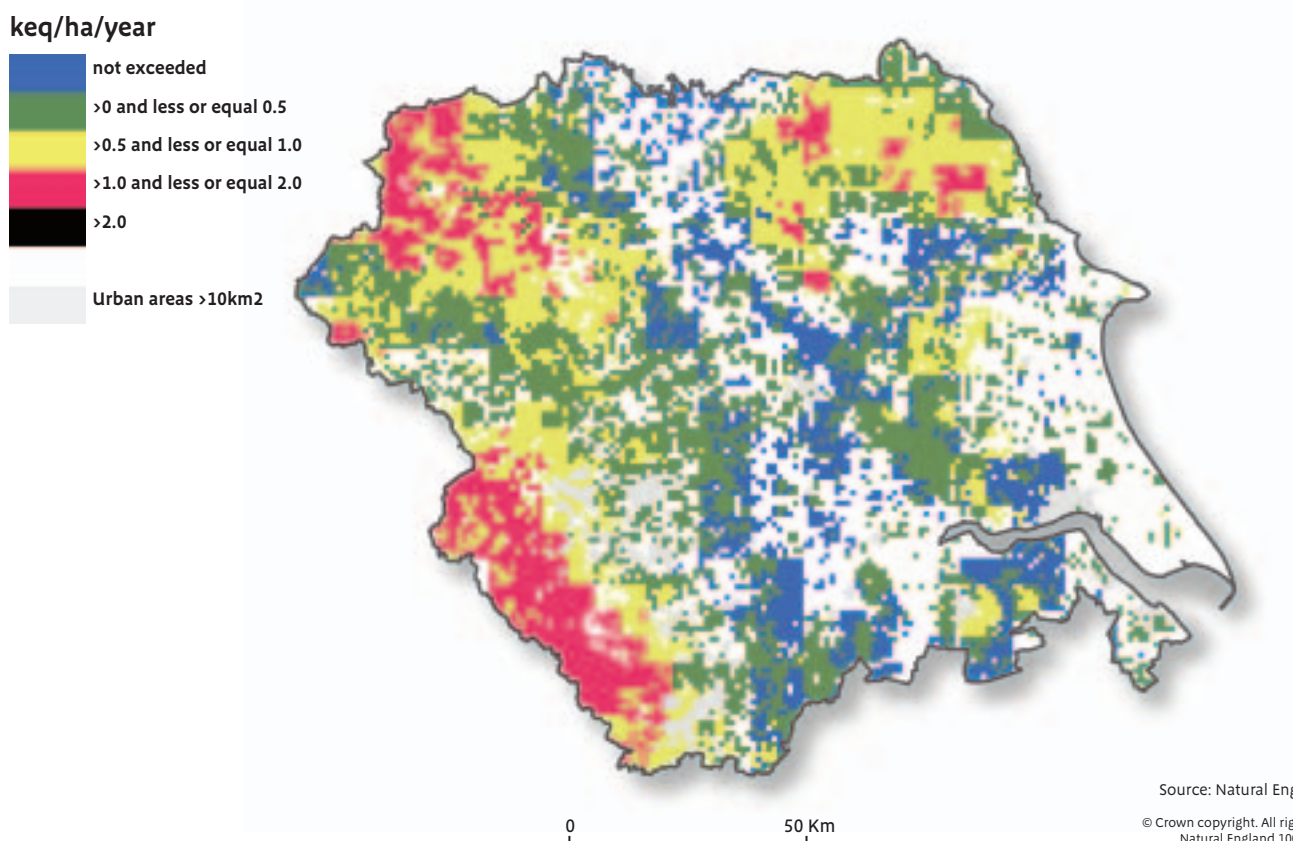 keq/ha/year
not exceeded
>0 and less or equal 0.5
>0.5 and less or equal 1.0
>1.0 and less or equal 2.0
>2.0
Urban areas >10km2
Source: Natural Eng
© Crown copyright. All rig
0 50 Km
Natural England 10